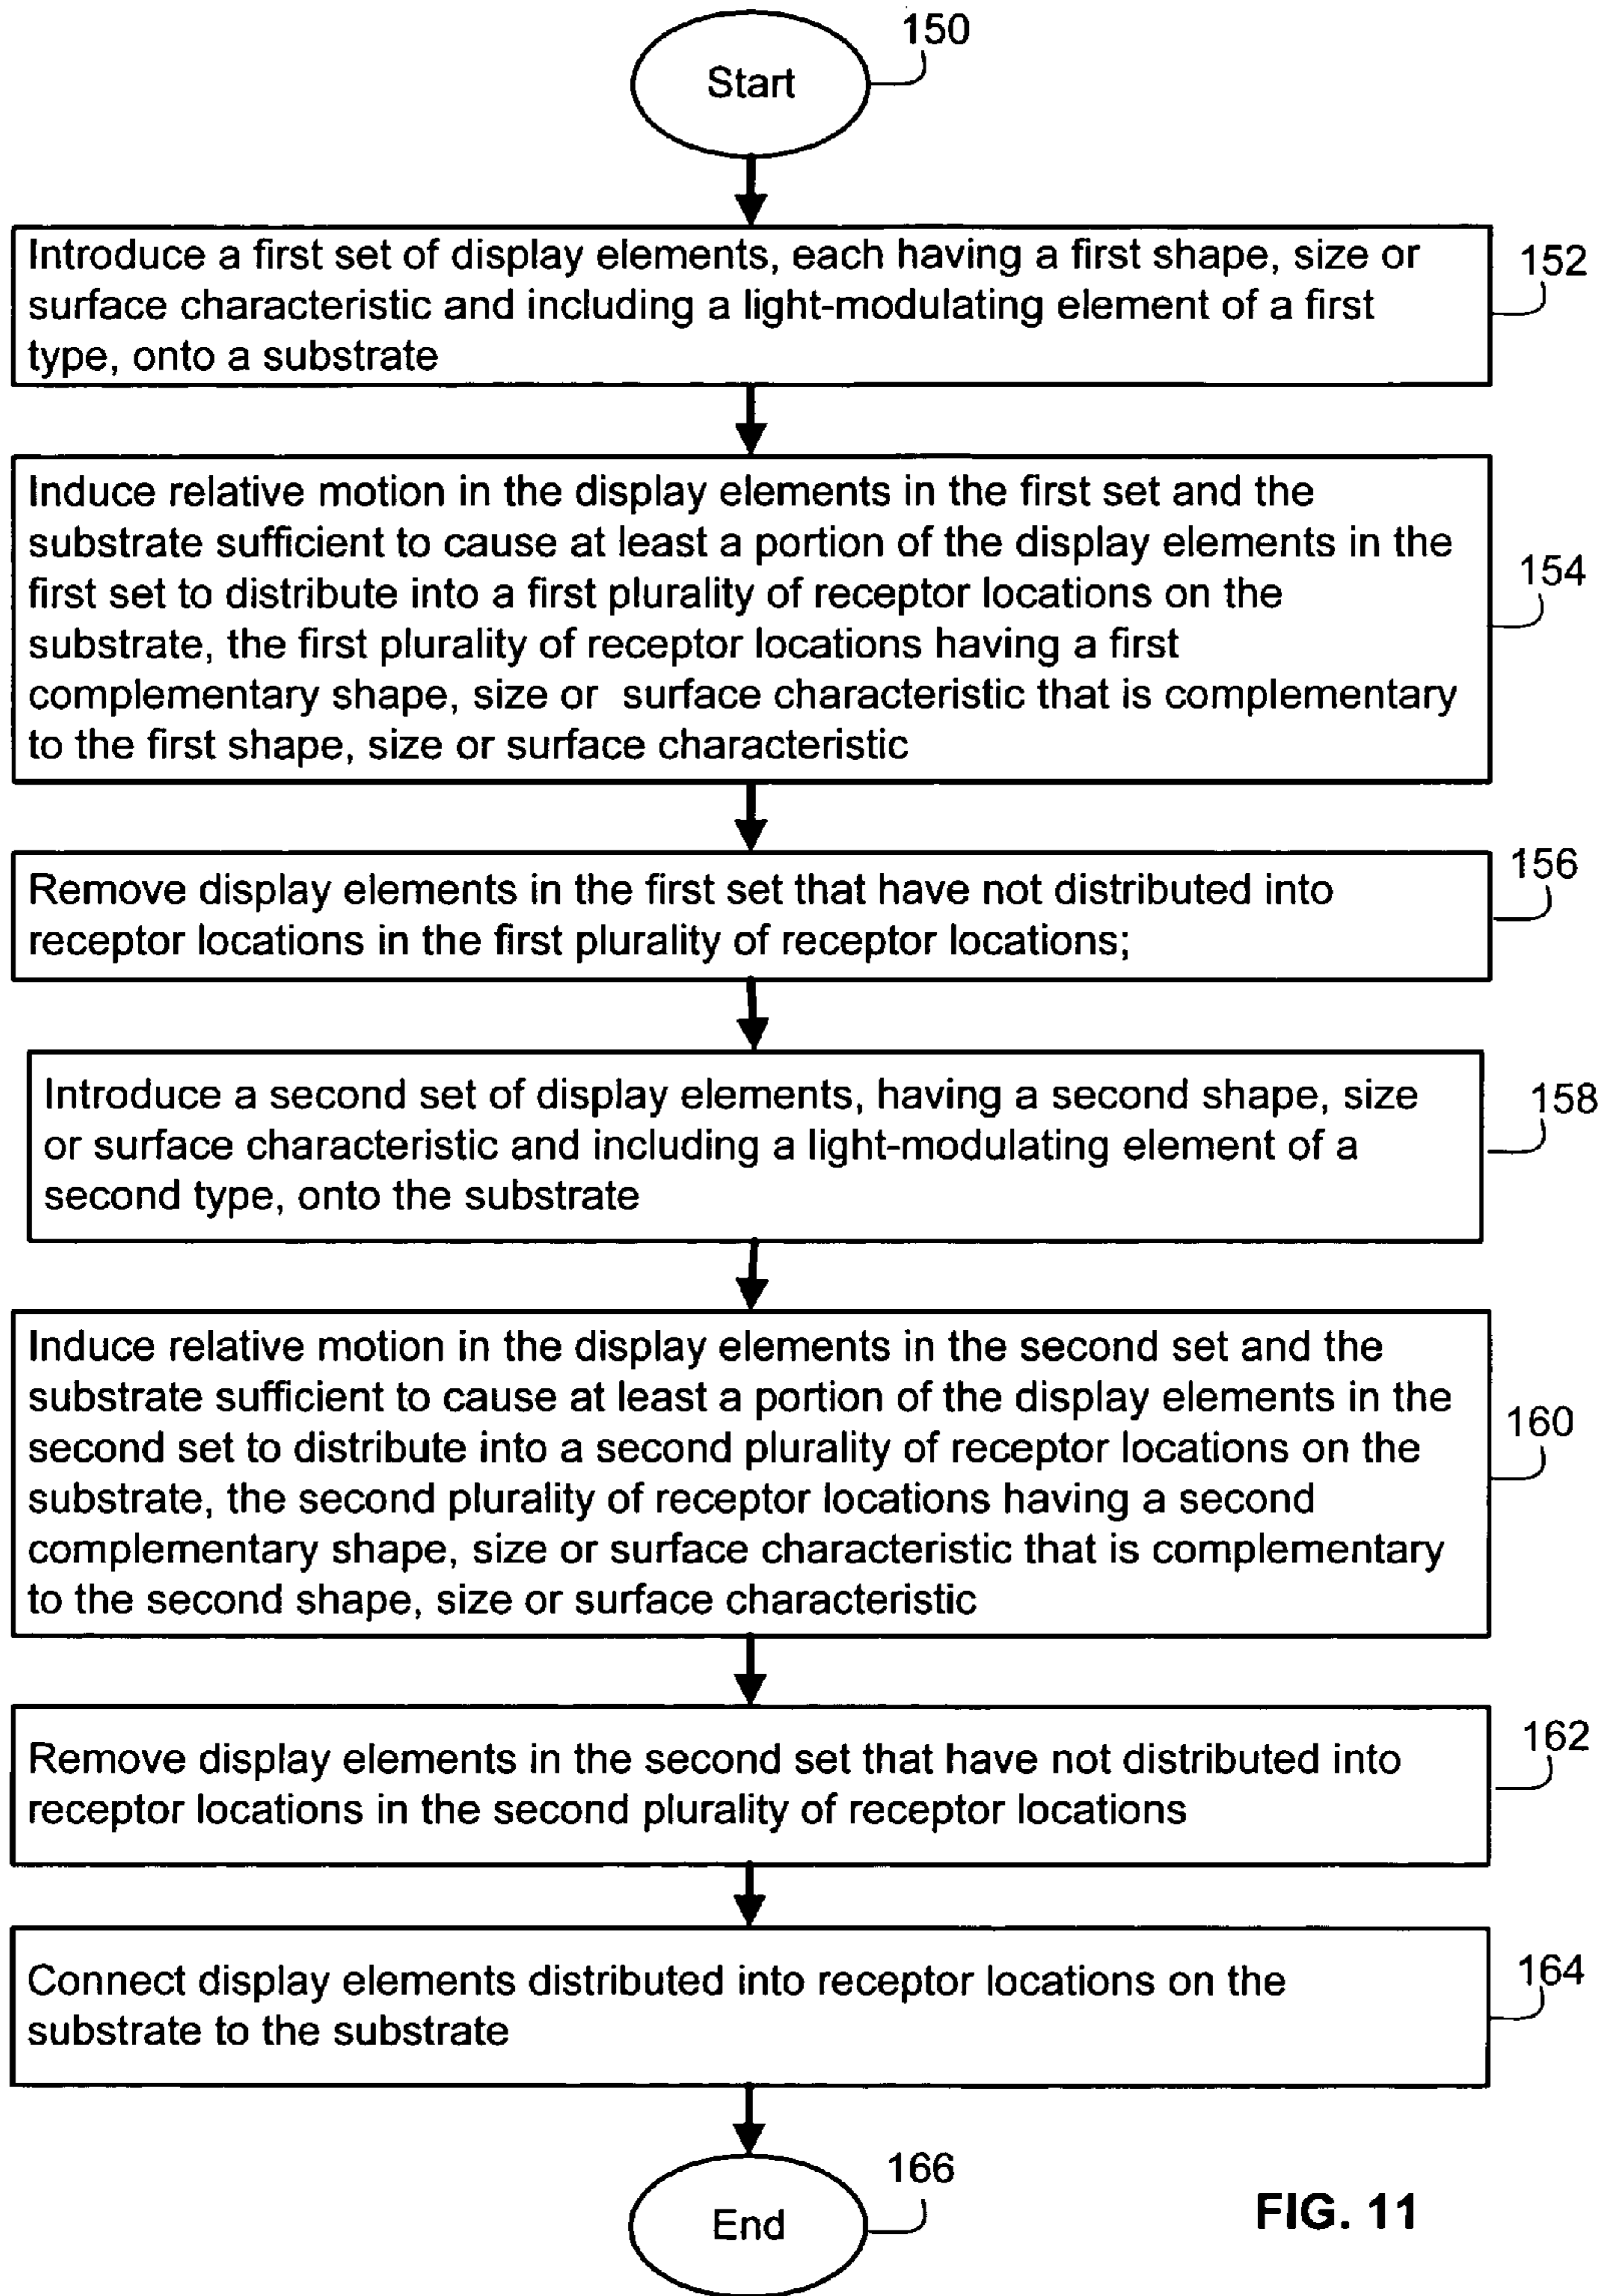 150
Start
Introduce a first set of display elements, each having a first shape, size or
surface characteristic and including a light-modulating element of a first
type, onto a substrate
152
Induce relative motion in the display elements in the first set and the
substrate sufficient to cause at least a portion of the display elements in the
first set to distribute into a first plurality of receptor locations on the
substrate, the first plurality of receptor locations having a first
complementary shape, size or surface characteristic that is complementary
to the first shape, size or surface characteristic
154
Remove display elements in the first set that have not distributed into
receptor locations in the first plurality of receptor locations;
156
Introduce a second set of display elements, having a second shape, size
or surface characteristic and including a light-modulating element of a
second type, onto the substrate
158
Induce relative motion in the display elements in the second set and the
substrate sufficient to cause at least a portion of the display elements in the
second set to distribute into a second plurality of receptor locations on the
substrate, the second plurality of receptor locations having a second
complementary shape, size or surface characteristic that is complementary
to the second shape, size or surface characteristic
160
Remove display elements in the second set that have not distributed into
receptor locations in the second plurality of receptor locations
162
Connect display elements distributed into receptor locations on the
substrate to the substrate
164
166
End
FIG. 11